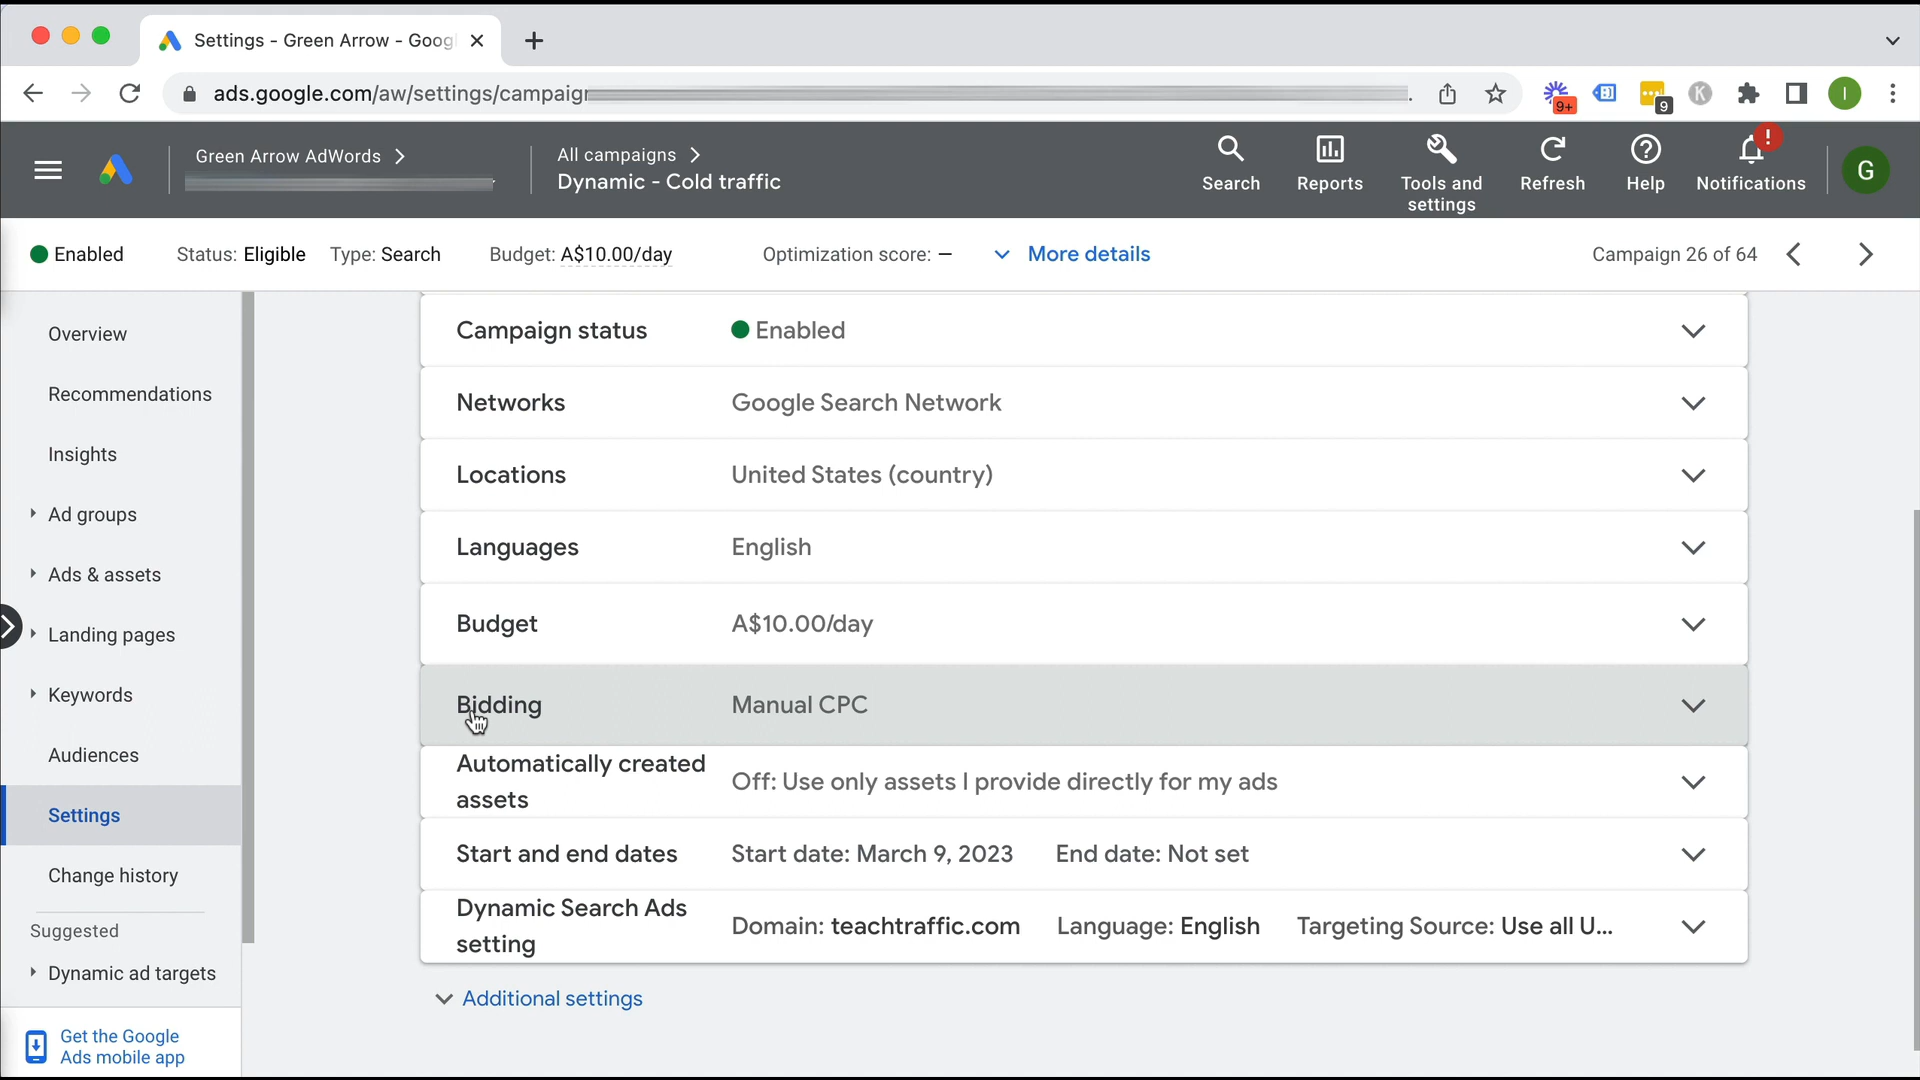 Settings - Green Arrow - Goog
ads.google.com/aw/settings/campaign
9+
9
K
I
Green Arrow AdWords
All campaigns
Dynamic - Cold traffic
Search
Reports
Tools and
settings
Refresh
Help
!
Notifications
G
Enabled
Status: Eligible
Type: Search
Budget: A$10.00/day
Optimization score: –
More details
Campaign 26 of 64
Overview
Recommendations
Insights
Ad groups
Ads & assets
Landing pages
Keywords
Audiences
Settings
Change history
Suggested
Dynamic ad targets
Get the Google
Ads mobile app
Campaign status Enabled
Networks Google Search Network
Locations United States (country)
Languages English
Budget A$10.00/day
Bidding Manual CPC
Automatically created
assets
Off: Use only assets I provide directly for my ads
Start and end dates Start date: March 9, 2023 End date: Not set
Dynamic Search Ads
setting
Domain: teachtraffic.com Language: English Targeting Source: Use all U...
Additional settings